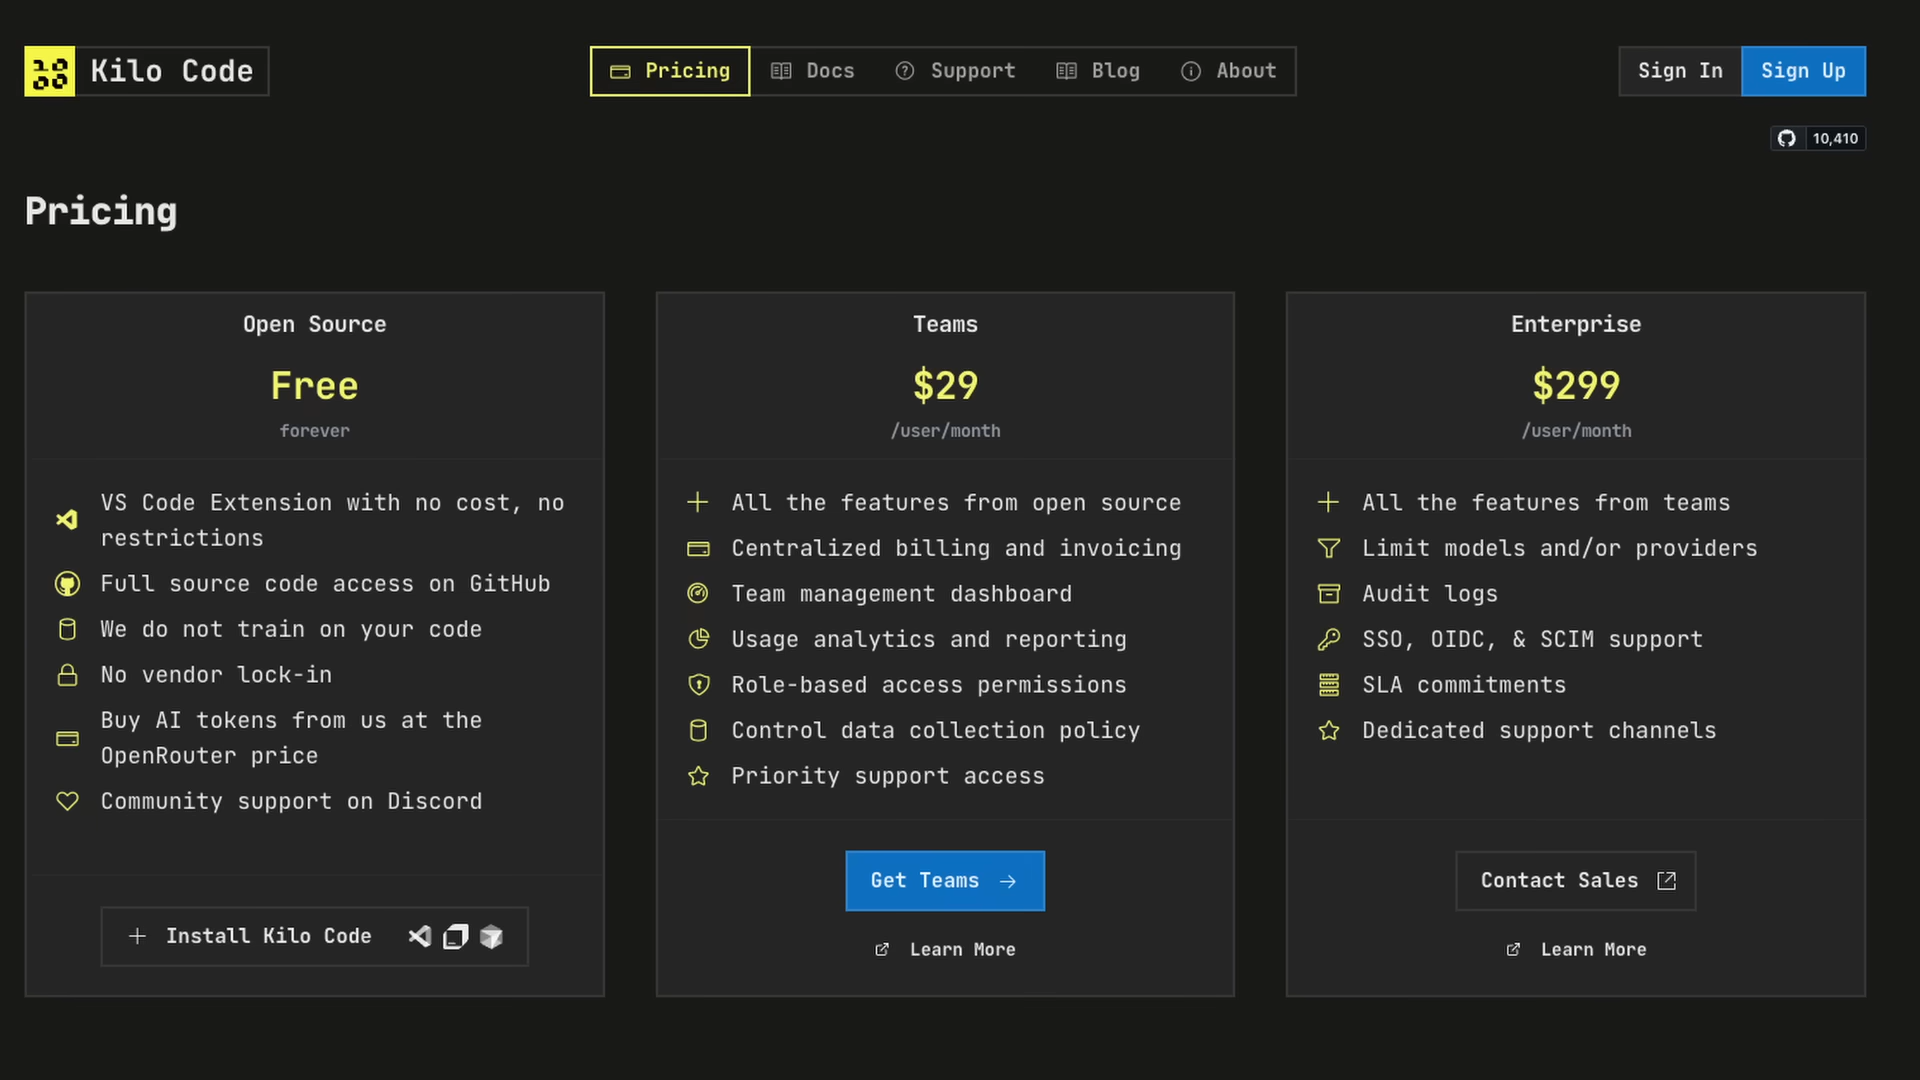 Kilo Code
Pricing
Docs
Support
Blog
About
Sign In
Sign Up
10,410
Pricing
Open Source
Free
forever
VS Code Extension with no cost, no
restrictions
Full source code access on GitHub
We do not train on your code
No vendor lock-in
Buy AI tokens from us at the
OpenRouter price
Community support on Discord
Install Kilo Code
Teams
$29
/user/month
All the features from open source
Centralized billing and invoicing
Team management dashboard
Usage analytics and reporting
Role-based access permissions
Control data collection policy
Priority support access
Get Teams
Learn More
Enterprise
$299
/user/month
All the features from teams
Limit models and/or providers
Audit logs
SSO, OIDC, & SCIM support
SLA commitments
Dedicated support channels
Contact Sales
Learn More